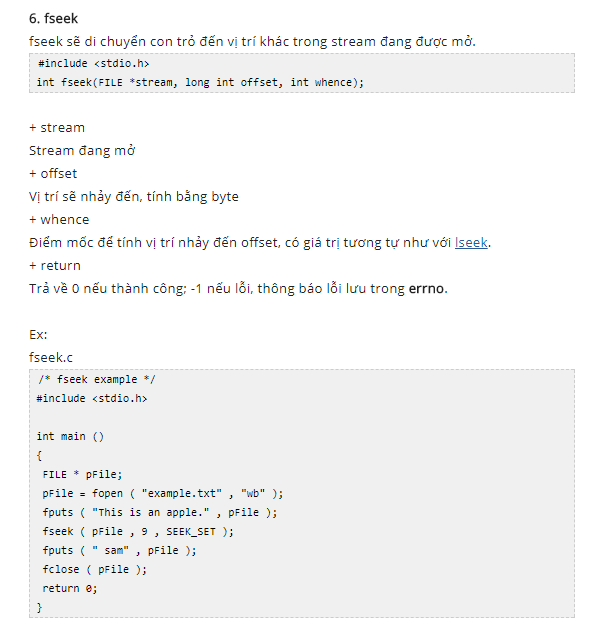 6. fseek
fseek sẽ di chuyển con trỏ đến vị trí khác trong stream đang được mở.
#include <stdio.h>
int fseek(FILE *stream, long int offset, int whence);
+ stream
Stream đang mở
+ offset
Vị trí sẽ nhảy đến, tính bằng byte
+ whence
Điểm mốc để tính vị trí nhảy đến offset, có giá trị tương tự như với lseek.
+ return
Trả về 0 nếu thành công; -1 nếu lỗi, thông báo lỗi lưu trong errno.
Ex:
fseek.c
/* fseek example */
#include <stdio.h>
int main ()
{
FILE * pFile;
pFile = fopen ( "example.txt" , "wb" );
fputs ( "This is an apple." , pFile );
fseek ( pFile , 9 , SEEK_SET );
fputs ( " sam" , pFile );
fclose ( pFile );
return 0;
}